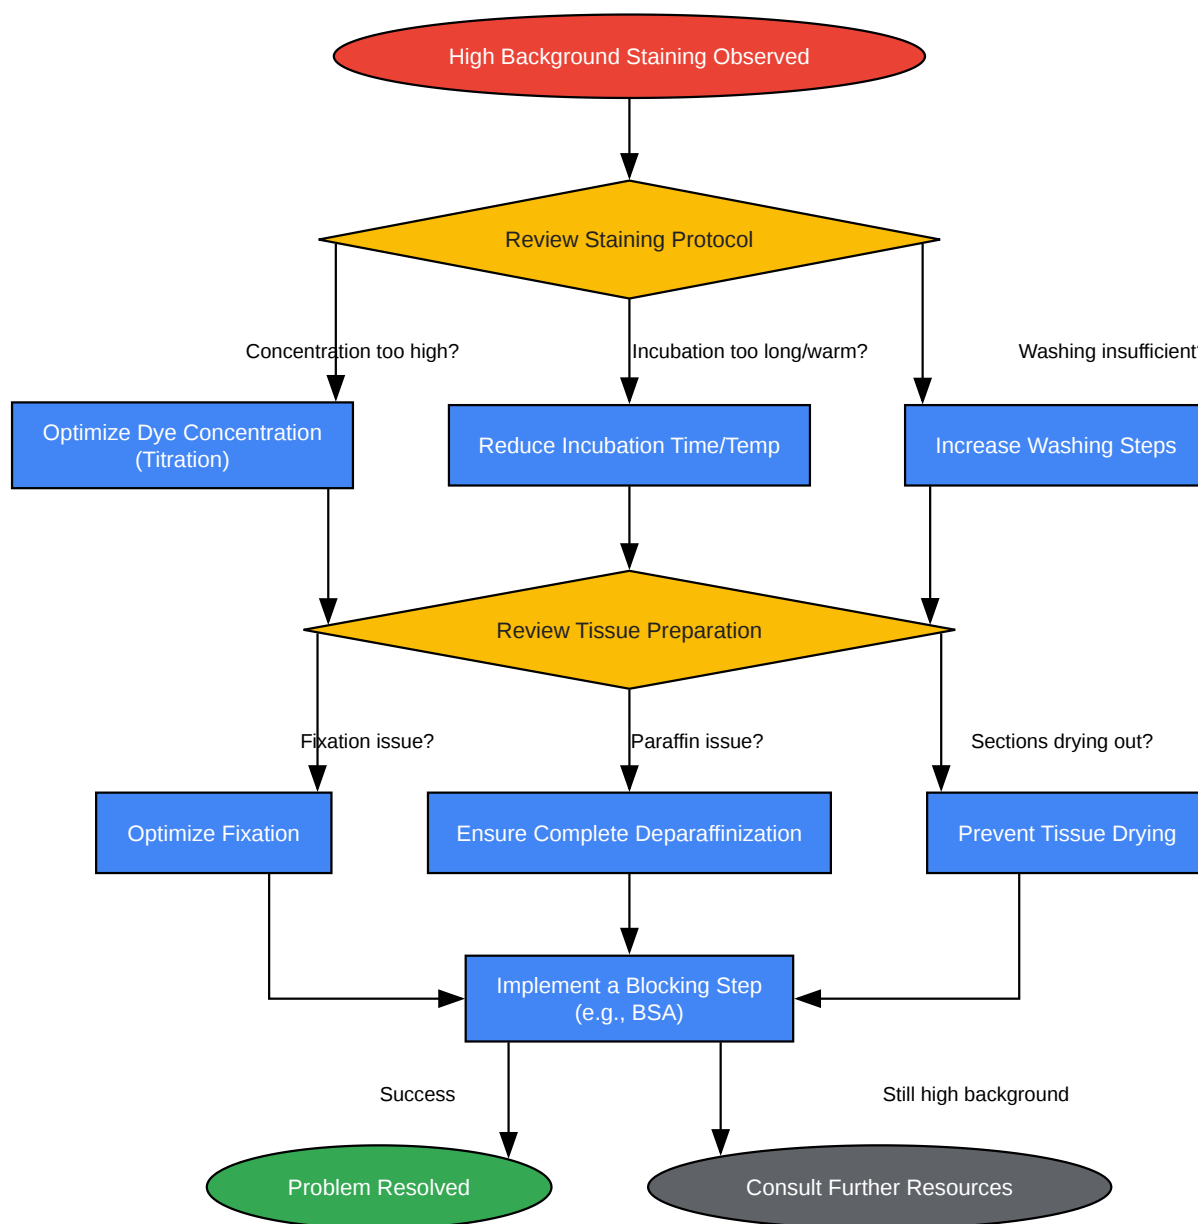 High Background Staining Observed
Review Staining Protocol
Concentration too high?
Incubation too long/warm?
Washing insufficient?
Optimize Dye Concentration
(Titration)
Reduce Incubation Time/Temp
Increase Washing Steps
Review Tissue Preparation
Fixation issue?
Paraffin issue?
Sections drying out?
Optimize Fixation
Ensure Complete Deparaffinization
Prevent Tissue Drying
Implement a Blocking Step
(e.g., BSA)
Success
Still high background
Problem Resolved
Consult Further Resources